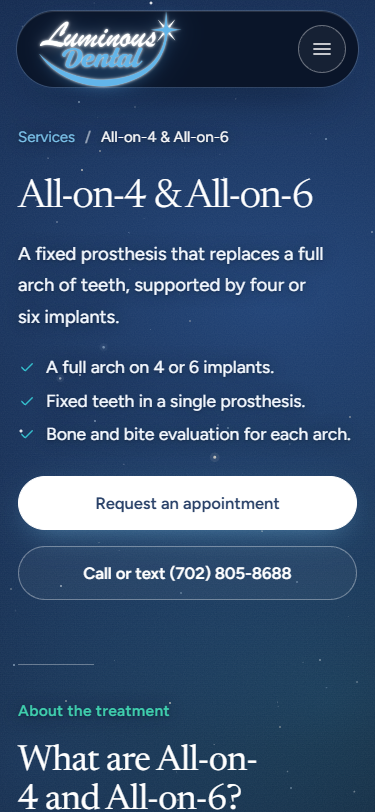 Luminous
Dental
Services / All-on-4 & All-on-6
All-on-4 & All-on-6
A fixed prosthesis that replaces a full
arch of teeth, supported by four or
six implants.
A full arch on 4 or 6 implants.
Fixed teeth in a single prosthesis.
Bone and bite evaluation for each arch.
Request an appointment
Call or text (702) 805-8688
About the treatment
What are All-on-
4 and All-on-6?